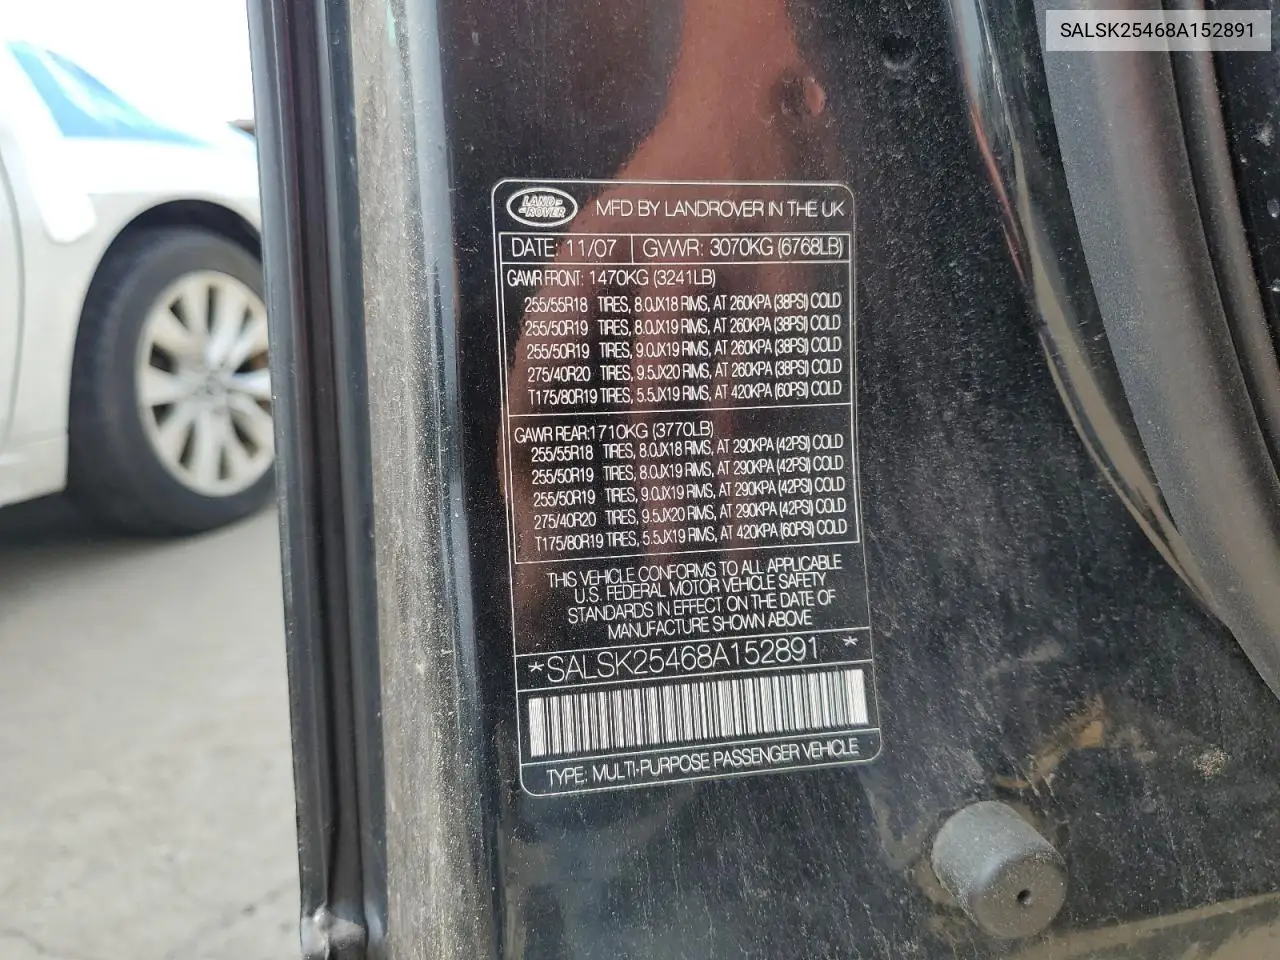 SALSK25468A152891
LAND-
-ROVER
MFD BY LANDROVER IN THE UK
DATE: 11/07 GVWR: 3070KG (6768LB)
GAWR FRONT: 1470KG (3241LB)
255/55R18 TIRES, 8.0JX18 RIMS, AT 260KPA (38PSI) COLD
255/50R19 TIRES, 8.0JX19 RIMS, AT 260KPA (38PSI) COLD
255/50R19 TIRES, 9.0JX19 RIMS, AT 260KPA (38PSI) COLD
275/40R20 TIRES, 9.5JX20 RIMS, AT 260KPA (38PSI) COLD
T175/80R19 TIRES, 5.5JX19 RIMS, AT 420KPA (60PSI) COLD
GAWR REAR:1710KG (3770LB)
255/55R18 TIRES, 8.0JX18 RIMS, AT 290KPA (42PSI) COLD
255/50R19 TIRES, 8.0JX19 RIMS, AT 290KPA (42PSI) COLD
255/50R19 TIRES, 9.0JX19 RIMS, AT 290KPA (42PSI) COLD
275/40R20 TIRES, 9.5JX20 RIMS, AT 290KPA (42PSI) COLD
T175/80R19 TIRES, 5.5JX19 RIMS, AT 420KPA (60PSI) COLD
THIS VEHICLE CONFORMS TO ALL APPLICABLE
U.S. FEDERAL MOTOR VEHICLE SAFETY
STANDARDS IN EFFECT ON THE DATE OF
MANUFACTURE SHOWN ABOVE
*SALSK25468A152891 *
TYPE: MULTI-PURPOSE PASSENGER VEHICLE